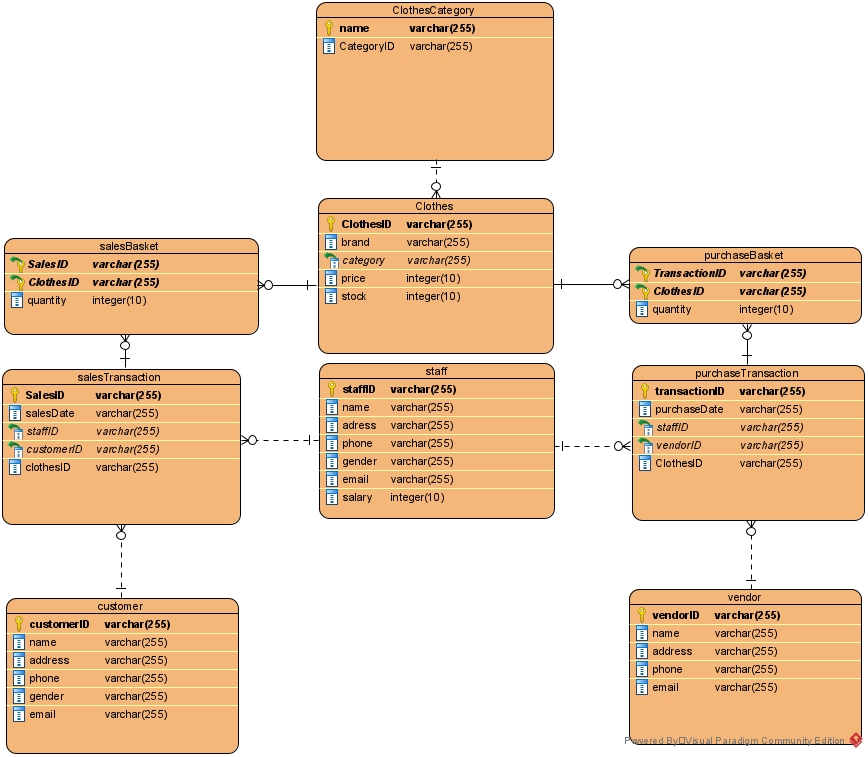 ClothesCategory
name varchar(255)
CategoryID varchar(255)
Clothes
ClothesID varchar(255)
brand varchar(255)
category varchar(255)
price integer(10)
stock integer(10)
salesBasket
SalesID varchar(255)
ClothesID varchar(255)
quantity integer(10)
purchaseBasket
TransactionID varchar(255)
ClothesID varchar(255)
quantity integer(10)
salesTransaction
SalesID varchar(255)
salesDate varchar(255)
staffID varchar(255)
customerID varchar(255)
clothesID varchar(255)
staff
staffID varchar(255)
name varchar(255)
adress varchar(255)
phone varchar(255)
gender varchar(255)
email varchar(255)
salary integer(10)
purchaseTransaction
transactionID varchar(255)
purchaseDate varchar(255)
staffID varchar(255)
vendorID varchar(255)
ClothesID varchar(255)
customer
customerID varchar(255)
name varchar(255)
address varchar(255)
phone varchar(255)
gender varchar(255)
email varchar(255)
vendor
vendorID varchar(255)
name varchar(255)
address varchar(255)
phone varchar(255)
email varchar(255)
Powered By Visual Paradigm Community Edition